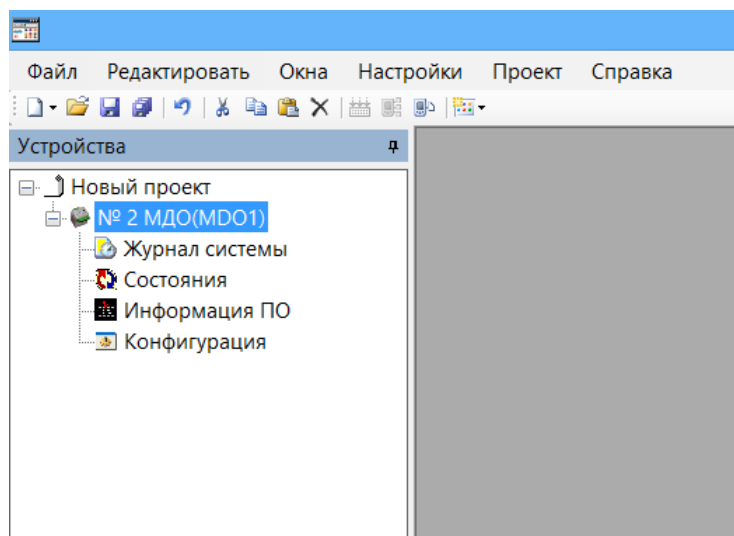 Файл Редактировать Окна Настройки Проект Справка
Устройства
Новый проект
№ 2 МДО(MDO1)
Журнал системы
Состояния
Информация ПО
Конфигурация